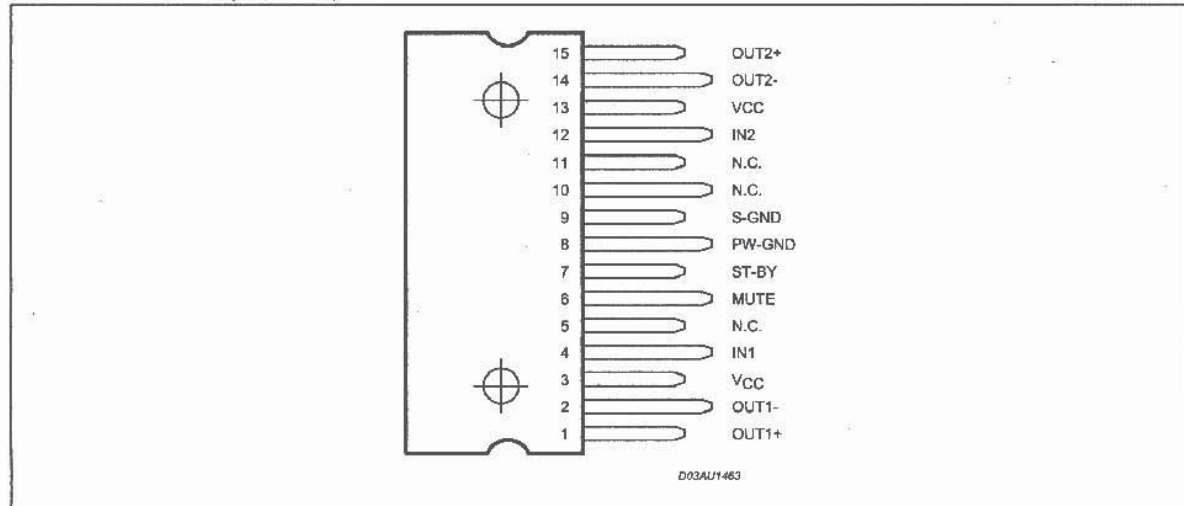 15 OUT2+
14 OUT2-
13 VCC
12 IN2
11 N.C.
10 N.C.
9 S-GND
8 PW-GND
7 ST-BY
6 MUTE
5 N.C.
4 IN1
3 VCC
2 OUT1-
1 OUT1+
D03AU1463